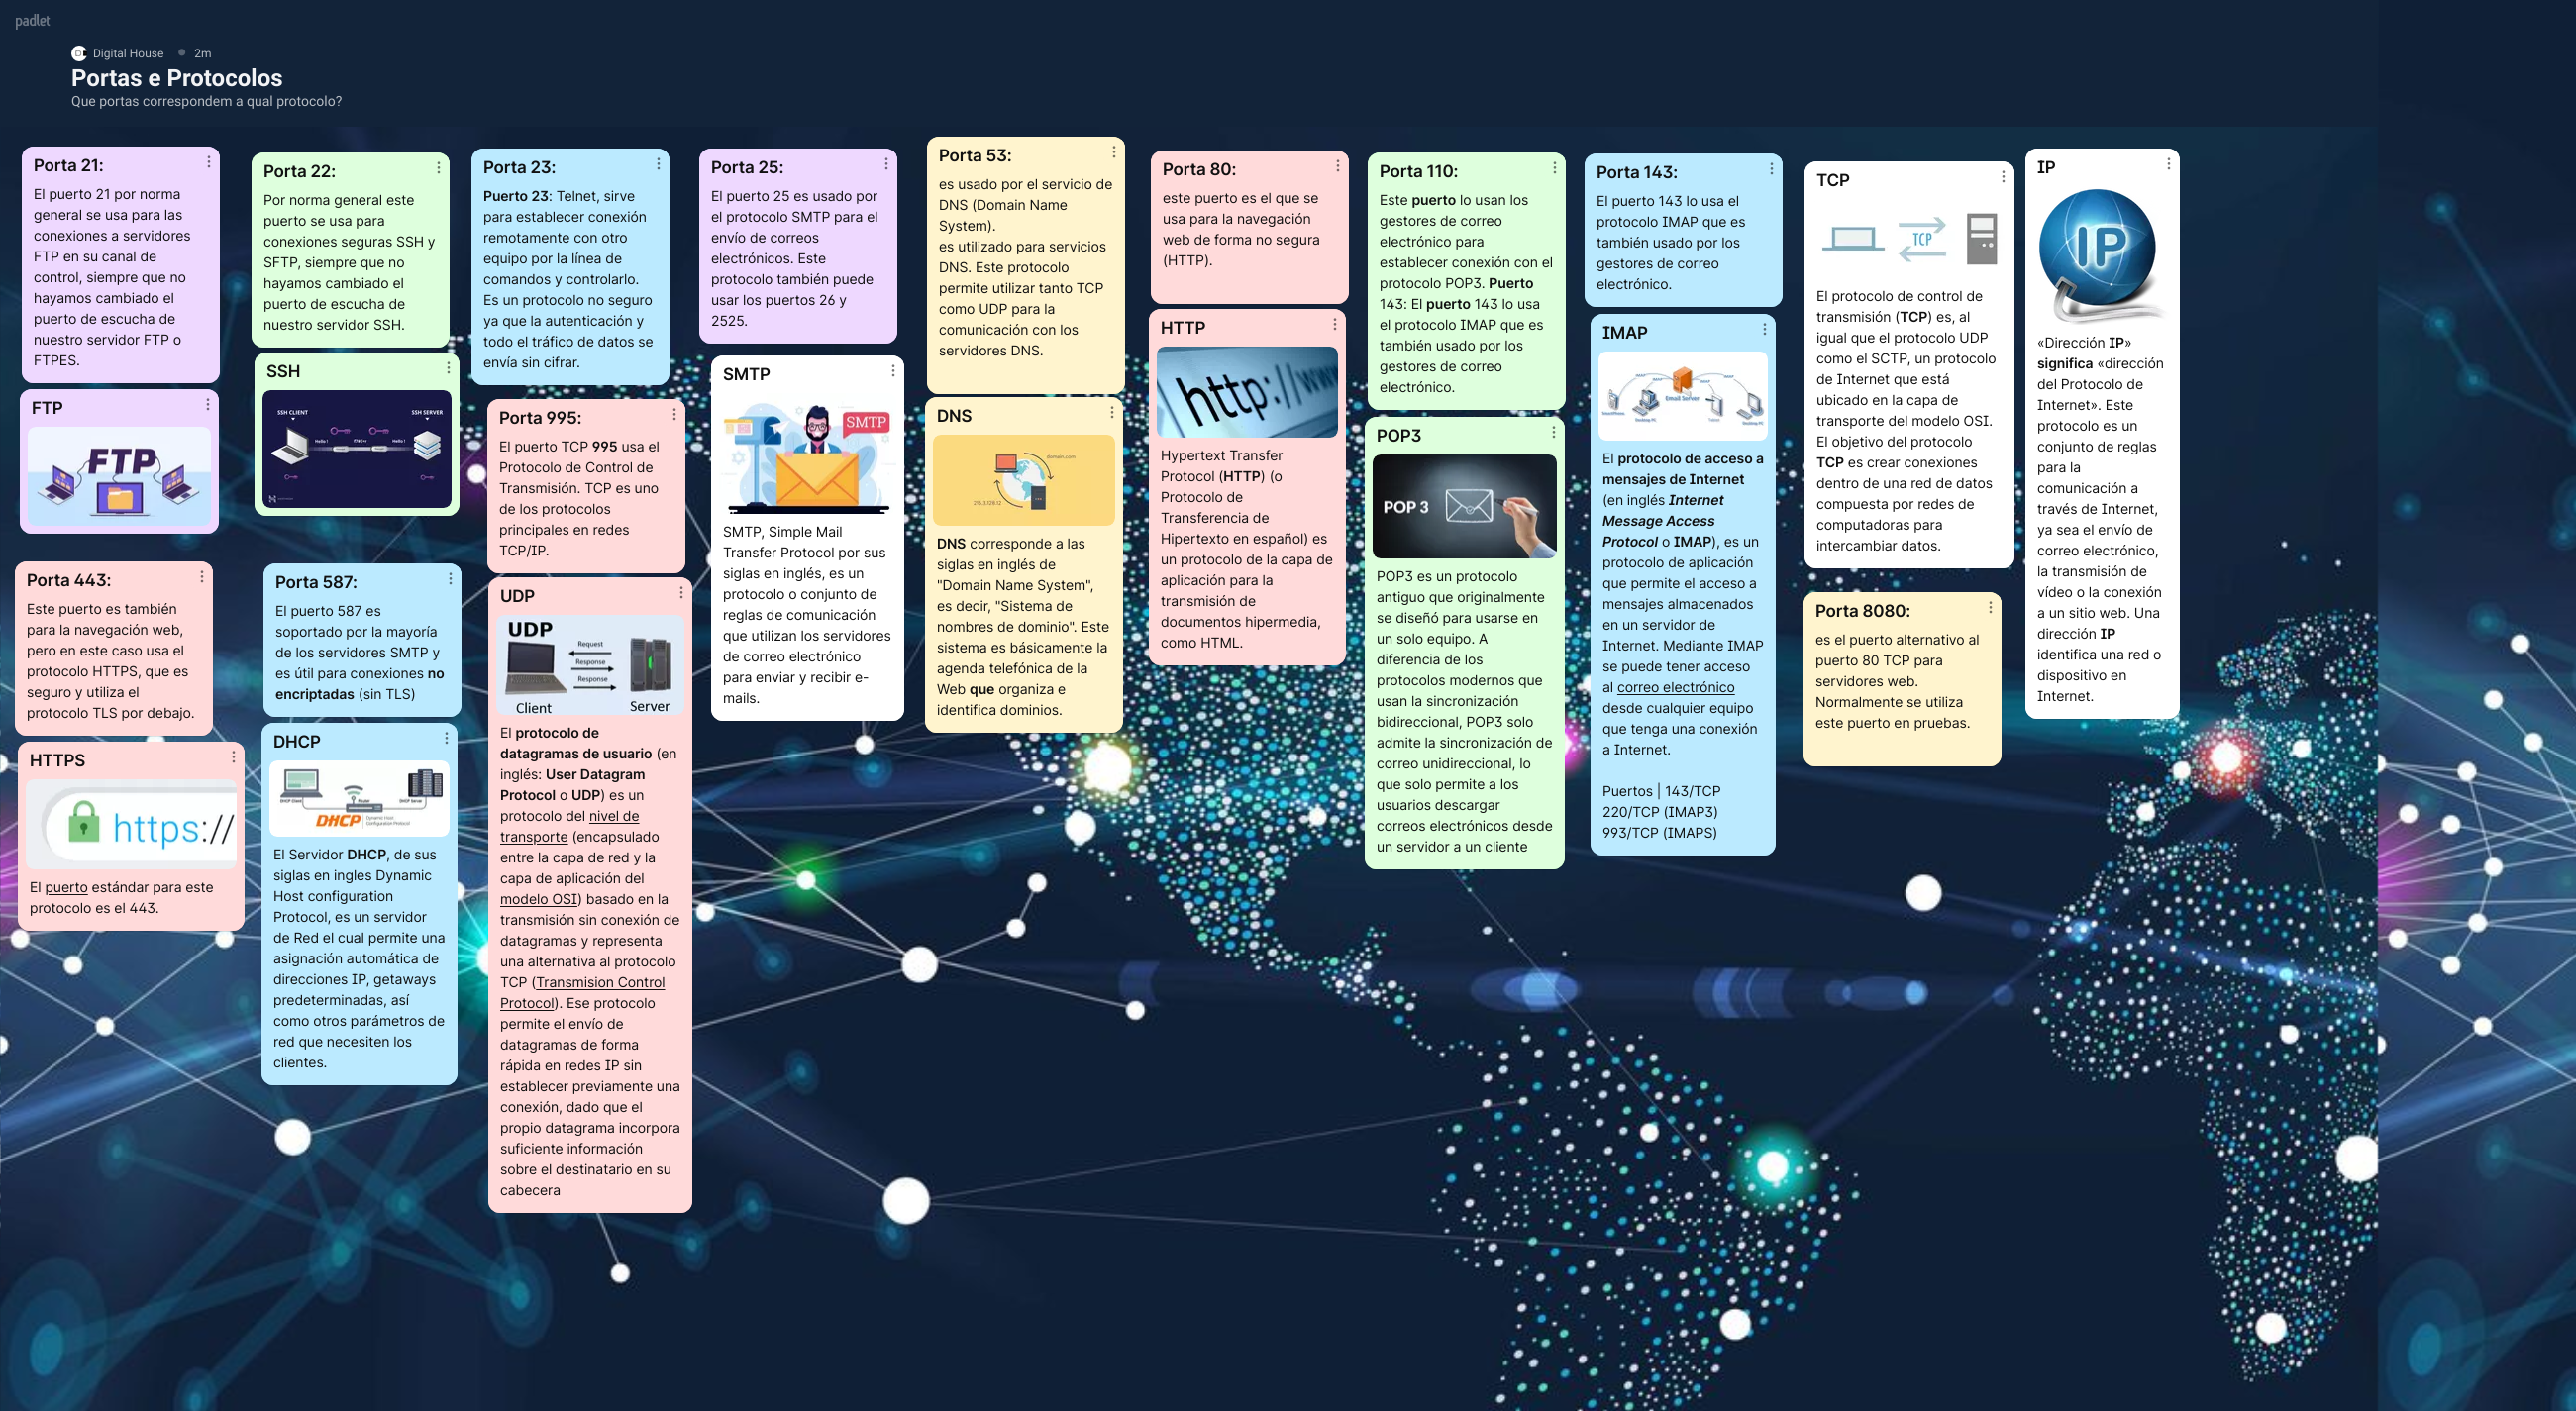 padlet
Digital House
2m
Portas e Protocolos
Que portas correspondem a qual protocolo?
Porta 21:
El puerto 21 por norma
general se usa para las
conexiones a servidores
FTP en su canal de
control, siempre que no
hayamos cambiado el
puerto de escucha de
nuestro servidor FTP o
FTPES.
FTP
FTP
Porta 443:
Este puerto es también
para la navegación web,
pero en este caso usa el
protocolo HTTPS, que es
seguro y utiliza el
protocolo TLS por debajo.
HTTPS
https://
El puerto estándar para este
protocolo es el 443.
Porta 22:
Por norma general este
puerto se usa para
conexiones seguras SSH y
SFTP, siempre que no
hayamos cambiado el
puerto de escucha de
nuestro servidor SSH.
SSH
SSH CLIENT
SSH SERVER
Porta 587:
El puerto 587 es
soportado por la mayoría
de los servidores SMTP y
es útil para conexiones no
encriptadas (sin TLS)
DHCP
DHCP Client
Router
DHCP Server
DHCP
Dynamic Host
Configuration Protocol
El Servidor DHCP, de sus
siglas en ingles Dynamic
Host configuration
Protocol, es un servidor
de Red el cual permite una
asignación automática de
direcciones IP, getaways
predeterminadas, así
como otros parámetros de
red que necesiten los
clientes.
Porta 23:
Puerto 23: Telnet, sirve
para establecer conexión
remotamente con otro
equipo por la línea de
comandos y controlarlo.
Es un protocolo no seguro
ya que la autenticación y
todo el tráfico de datos se
envía sin cifrar.
Porta 995:
El puerto TCP 995 usa el
Protocolo de Control de
Transmisión. TCP es uno
de los protocolos
principales en redes
TCP/IP.
UDP
UDP
Request
Response
Response
Client
Server
El protocolo de
datagramas de usuario (en
inglés: User Datagram
Protocol o UDP) es un
protocolo del nivel de
transporte (encapsulado
entre la capa de red y la
capa de aplicación del
modelo OSI) basado en la
transmisión sin conexión de
datagramas y representa
una alternativa al protocolo
TCP (Transmision Control
Protocol). Ese protocolo
permite el envío de
datagramas de forma
rápida en redes IP sin
establecer previamente una
conexión, dado que el
propio datagrama incorpora
suficiente información
sobre el destinatario en su
cabecera
Porta 25:
El puerto 25 es usado por
el protocolo SMTP para el
envío de correos
electrónicos. Este
protocolo también puede
usar los puertos 26 y
2525.
SMTP
SMTP
SMTP, Simple Mail
Transfer Protocol por sus
siglas en inglés, es un
protocolo o conjunto de
reglas de comunicación
que utilizan los servidores
de correo electrónico
para enviar y recibir e-
mails.
Porta 53:
es usado por el servicio de
DNS (Domain Name
System).
es utilizado para servicios
DNS. Este protocolo
permite utilizar tanto TCP
como UDP para la
comunicación con los
servidores DNS.
DNS
domain.com
DNS corresponde a las
siglas en inglés de
"Domain Name System",
es decir, "Sistema de
nombres de dominio". Este
sistema es básicamente la
agenda telefónica de la
Web que organiza e
identifica dominios.
Porta 80:
este puerto es el que se
usa para la navegación
web de forma no segura
(HTTP).
HTTP
http://www
Hypertext Transfer
Protocol (HTTP) (o
Protocolo de
Transferencia de
Hipertexto en español) es
un protocolo de la capa de
aplicación para la
transmisión de
documentos hipermedia,
como HTML.
Porta 110:
Este puerto lo usan los
gestores de correo
electrónico para
establecer conexión con el
protocolo POP3. Puerto
143: El puerto 143 lo usa
el protocolo IMAP que es
también usado por los
gestores de correo
electrónico.
POP3
POP 3
POP3 es un protocolo
antiguo que originalmente
se diseñó para usarse en
un solo equipo. A
diferencia de los
protocolos modernos que
usan la sincronización
bidireccional, POP3 solo
admite la sincronización de
correo unidireccional, lo
que solo permite a los
usuarios descargar
correos electrónicos desde
un servidor a un cliente
Porta 143:
El puerto 143 lo usa el
protocolo IMAP que es
también usado por los
gestores de correo
electrónico.
IMAP
Email Server
El protocolo de acceso a
mensajes de Internet
(en inglés Internet
Message Access
Protocol o IMAP), es un
protocolo de aplicación
que permite el acceso a
mensajes almacenados
en un servidor de
Internet. Mediante IMAP
se puede tener acceso
al correo electrónico
desde cualquier equipo
que tenga una conexión
a Internet.
Puertos | 143/TCP
220/TCP (IMAP3)
993/TCP (IMAPS)
TCP
TCP
El protocolo de control de
transmisión (TCP) es, al
igual que el protocolo UDP
como el SCTP, un protocolo
de Internet que está
ubicado en la capa de
transporte del modelo OSI.
El objetivo del protocolo
TCP es crear conexiones
dentro de una red de datos
compuesta por redes de
computadoras para
intercambiar datos.
Porta 8080:
es el puerto alternativo al
puerto 80 TCP para
servidores web.
Normalmente se utiliza
este puerto en pruebas.
IP
IP
«Dirección IP»
significa «dirección
del Protocolo de
Internet». Este
protocolo es un
conjunto de reglas
para la
comunicación a
través de Internet,
ya sea el envío de
correo electrónico,
la transmisión de
vídeo o la conexión
a un sitio web. Una
dirección IP
identifica una red o
dispositivo en
Internet.